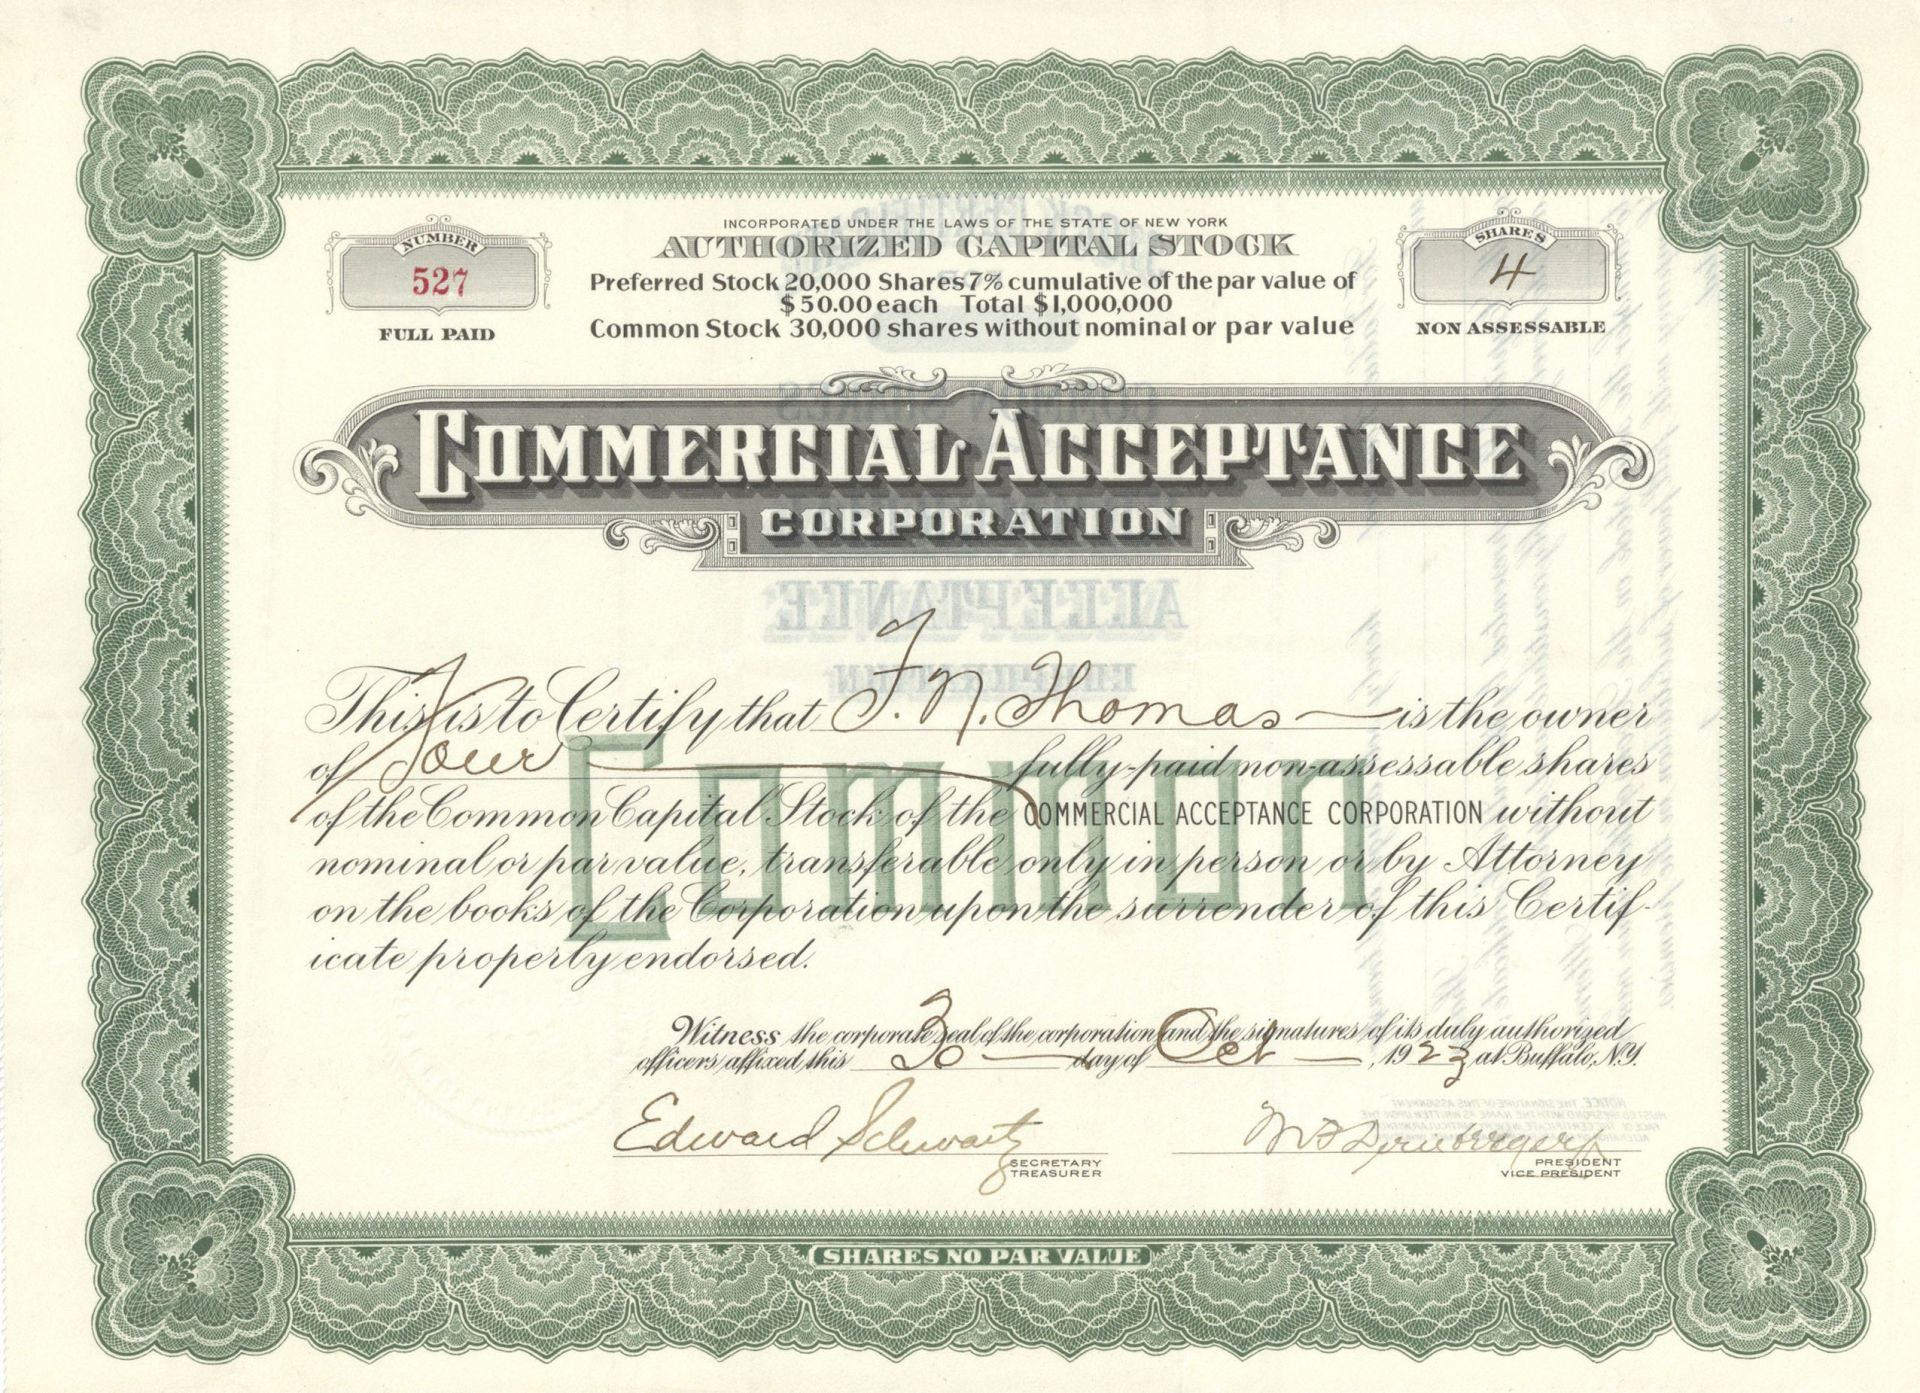 INCORPORATED UNDER THE LAWS OF THE STATE OF NEW YORK
AUTHORIZED CAPITAL STOCK
NUMBER
527
FULL PAID
Preferred Stock 20,000 Shares 7% cumulative of the par value of
$50.00 each Total $1,000,000
Common Stock 30,000 shares without nominal or par value
SHARES
4
NON ASSESSABLE
COMMERCIAL ACCEPTANCE
CORPORATION
This is to Certify that F. N. Thomas is the owner
of Four fully-paid non-assessable shares
of the Common Capital Stock of the COMMERCIAL ACCEPTANCE CORPORATION without
nominal or par value, transferable only in person or by Attorney
on the books of the Corporation upon the surrender of this Certif-
icate properly endorsed.
Common
Witness the corporate seal of the corporation and the signatures of its duly authorized
officers affixed this 30 day of Oct, 1923 at Buffalo, N.Y.
Edward Schwartz
SECRETARY
TREASURER
PRESIDENT
VICE PRESIDENT
SHARES NO PAR VALUE